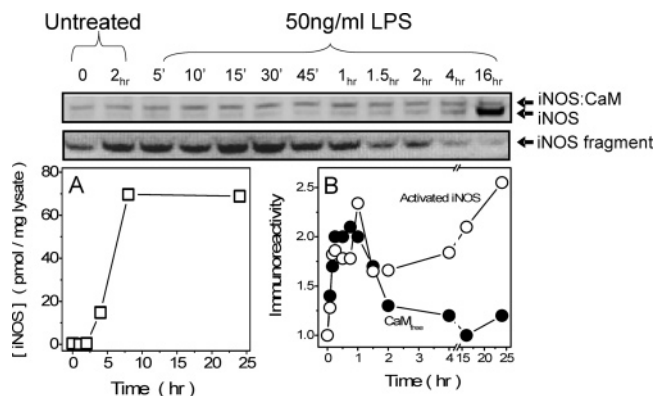 Untreated 50ng/ml LPS
0 2hr 5' 10' 15' 30' 45' 1hr 1.5hr 2hr 4hr 16hr
iNOS:CaM
iNOS
iNOS fragment
A
[ iNOS ] ( pmol / mg lysate )
80
60
40
20
0
0 5 10 15 20 25
Time ( hr )
B
Immunoreactivity
2.5
2.0
1.5
1.0
Activated iNOS
CaMfree
0 1 2 3 4 15 20 25
Time ( hr )